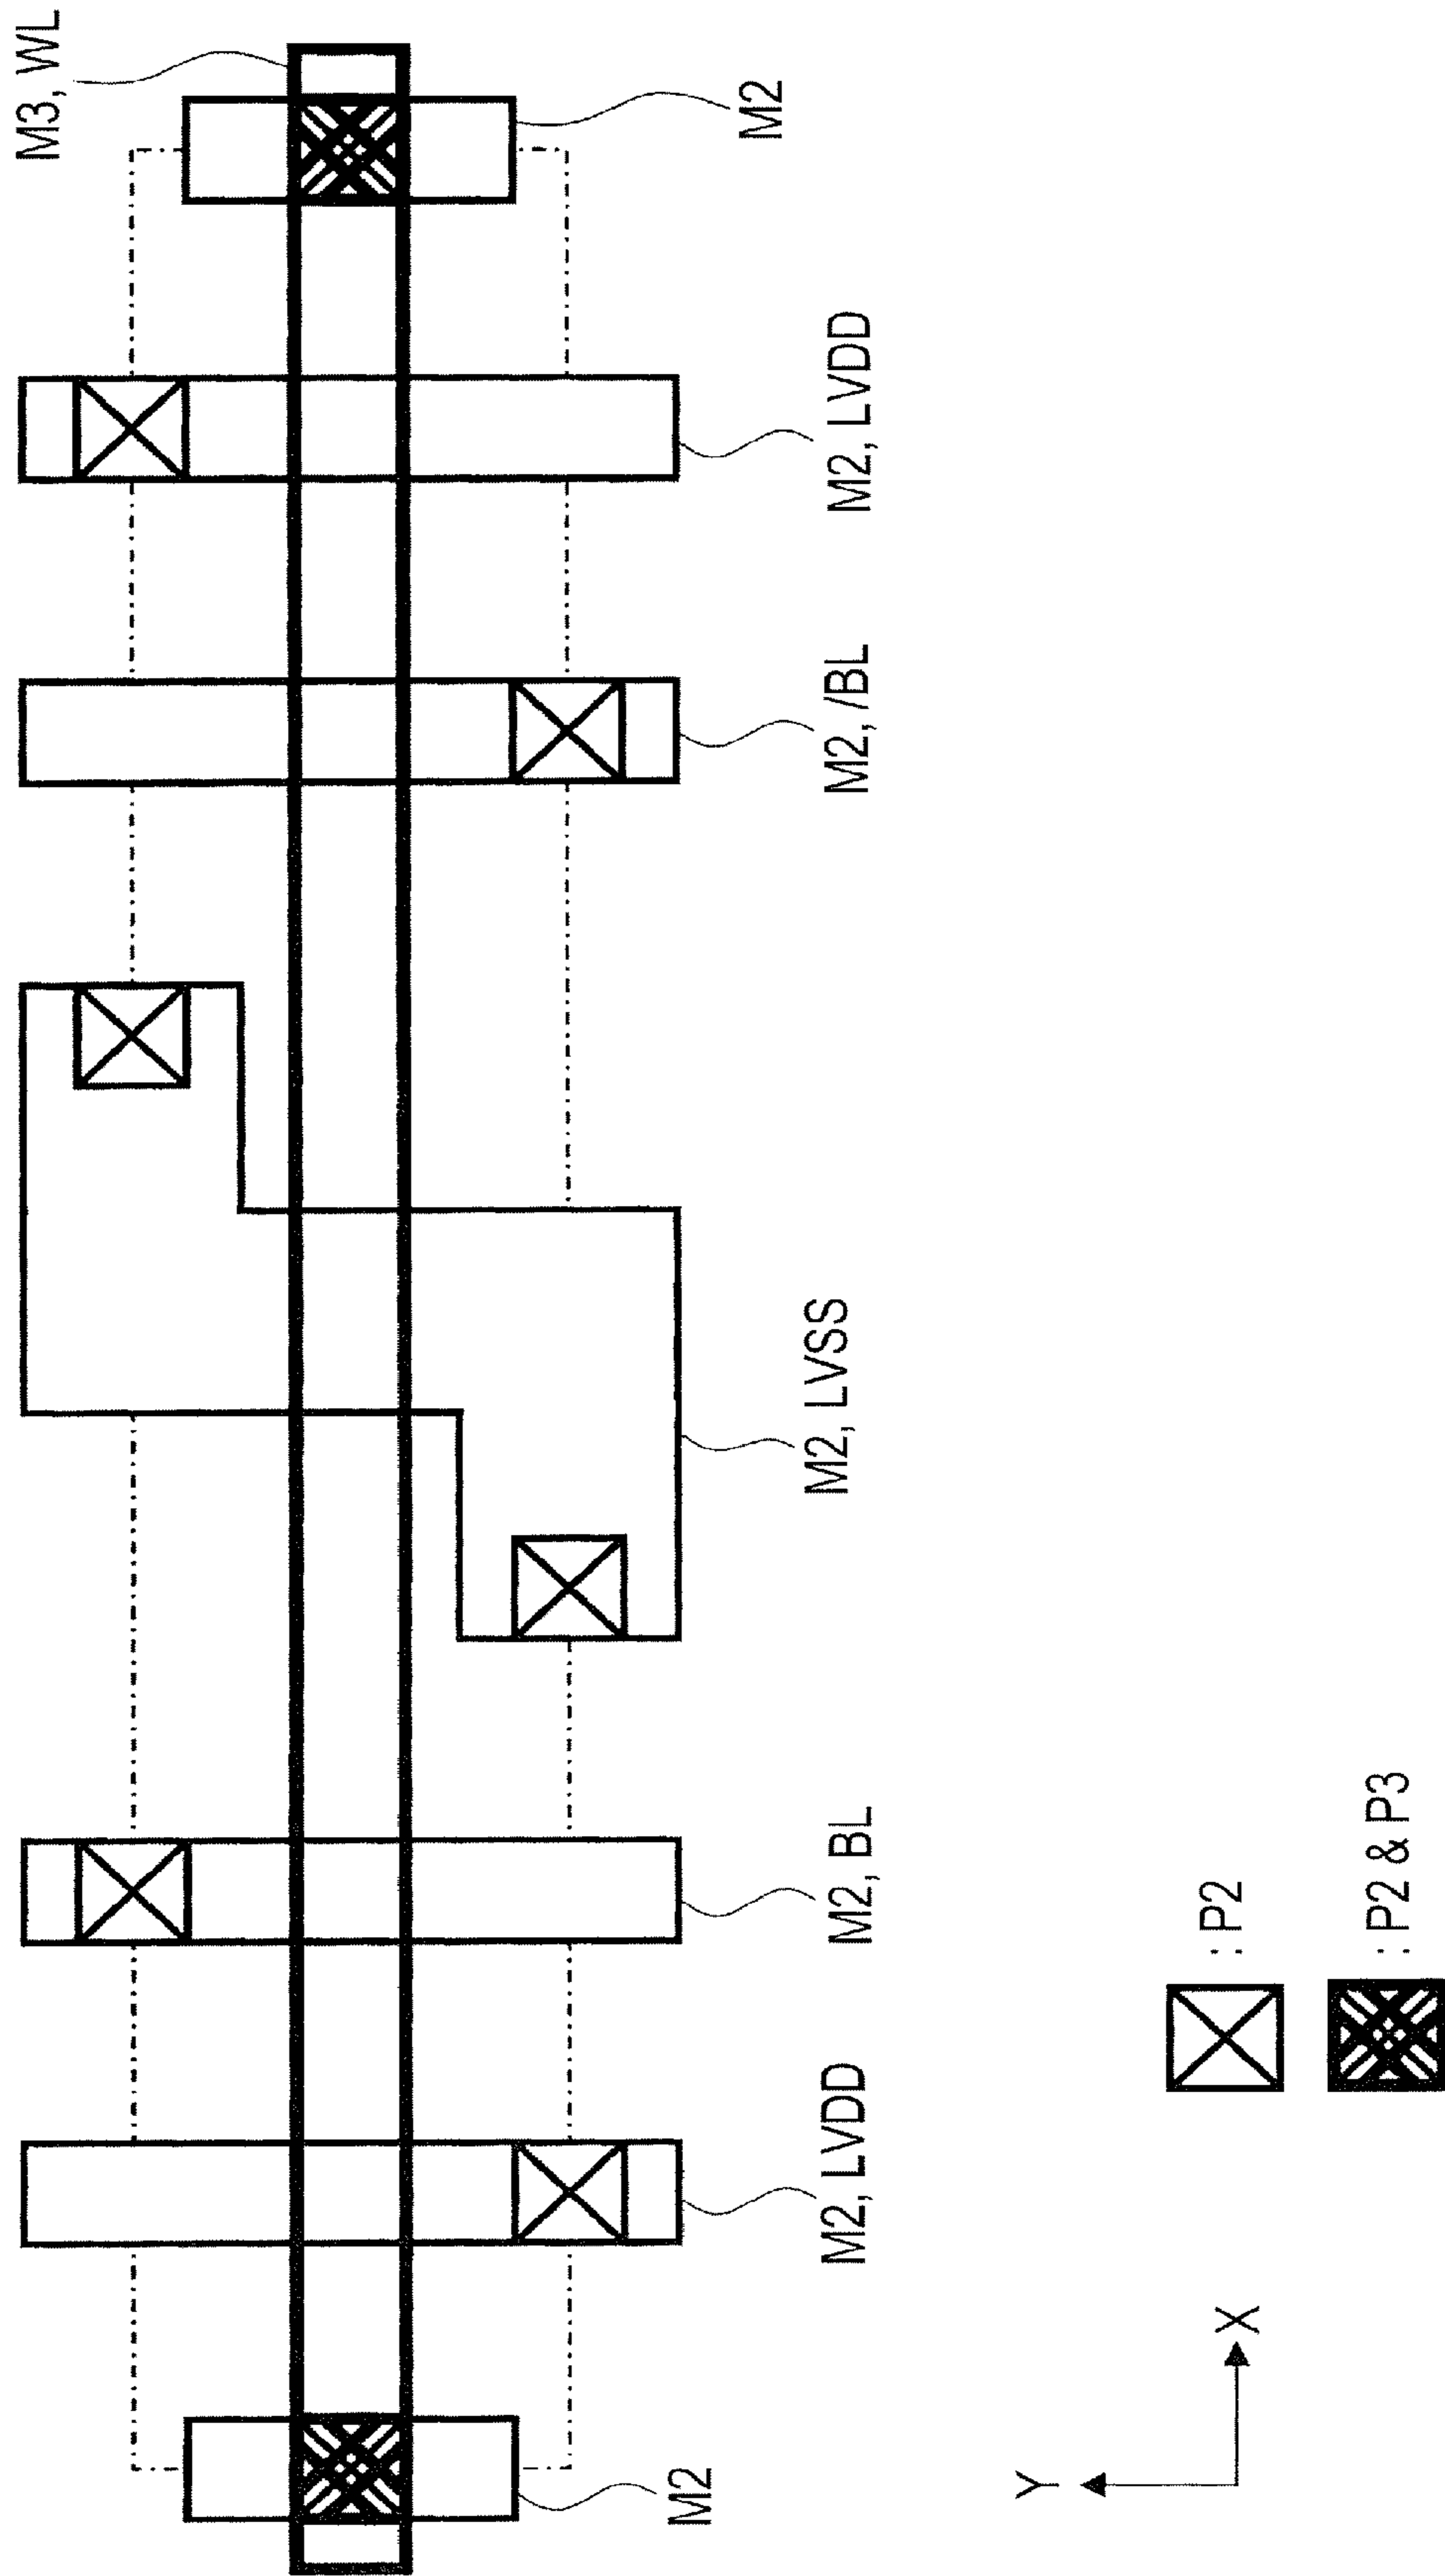 M3, WL
M2
M2
M2, LVDD
M2, BL
M2, LVSS
M2, /BL
M2, LVDD
Y
X
: P2
: P2 & P3